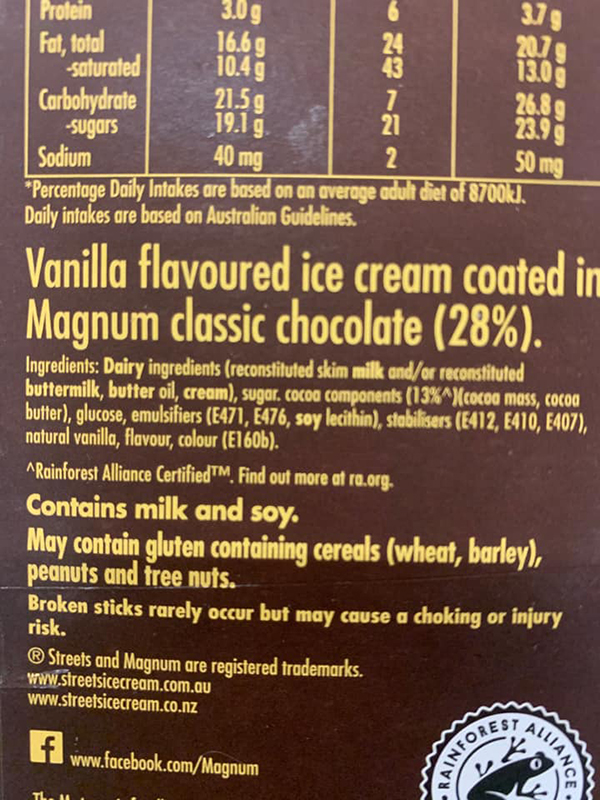 Protein 3.0 g 6 3.7 g
Fat, total 16.6 g 24 20.7 g
-saturated 10.4 g 43 13.0 g
Carbohydrate 21.5 g 7 26.8 g
-sugars 19.1 g 21 23.9 g
Sodium 40 mg 2 50 mg
*Percentage Daily Intakes are based on an average adult diet of 8700kJ.
Daily intakes are based on Australian Guidelines.
Vanilla flavoured ice cream coated in
Magnum classic chocolate (28%).
Ingredients: Dairy ingredients (reconstituted skim milk and/or reconstituted
buttermilk, butter oil, cream), sugar. cocoa components (13%^)(cocoa mass, cocoa
butter), glucose, emulsifiers (E471, E476, soy lecithin), stabilisers (E412, E410, E407),
natural vanilla, flavour, colour (E160b).
^Rainforest Alliance Certified™. Find out more at ra.org.
Contains milk and soy.
May contain gluten containing cereals (wheat, barley),
peanuts and tree nuts.
Broken sticks rarely occur but may cause a choking or injury
risk.
® Streets and Magnum are registered trademarks.
www.streetsicecream.com.au
www.streetsicecream.co.nz
f www.facebook.com/Magnum
RAINFOREST ALLIANCE